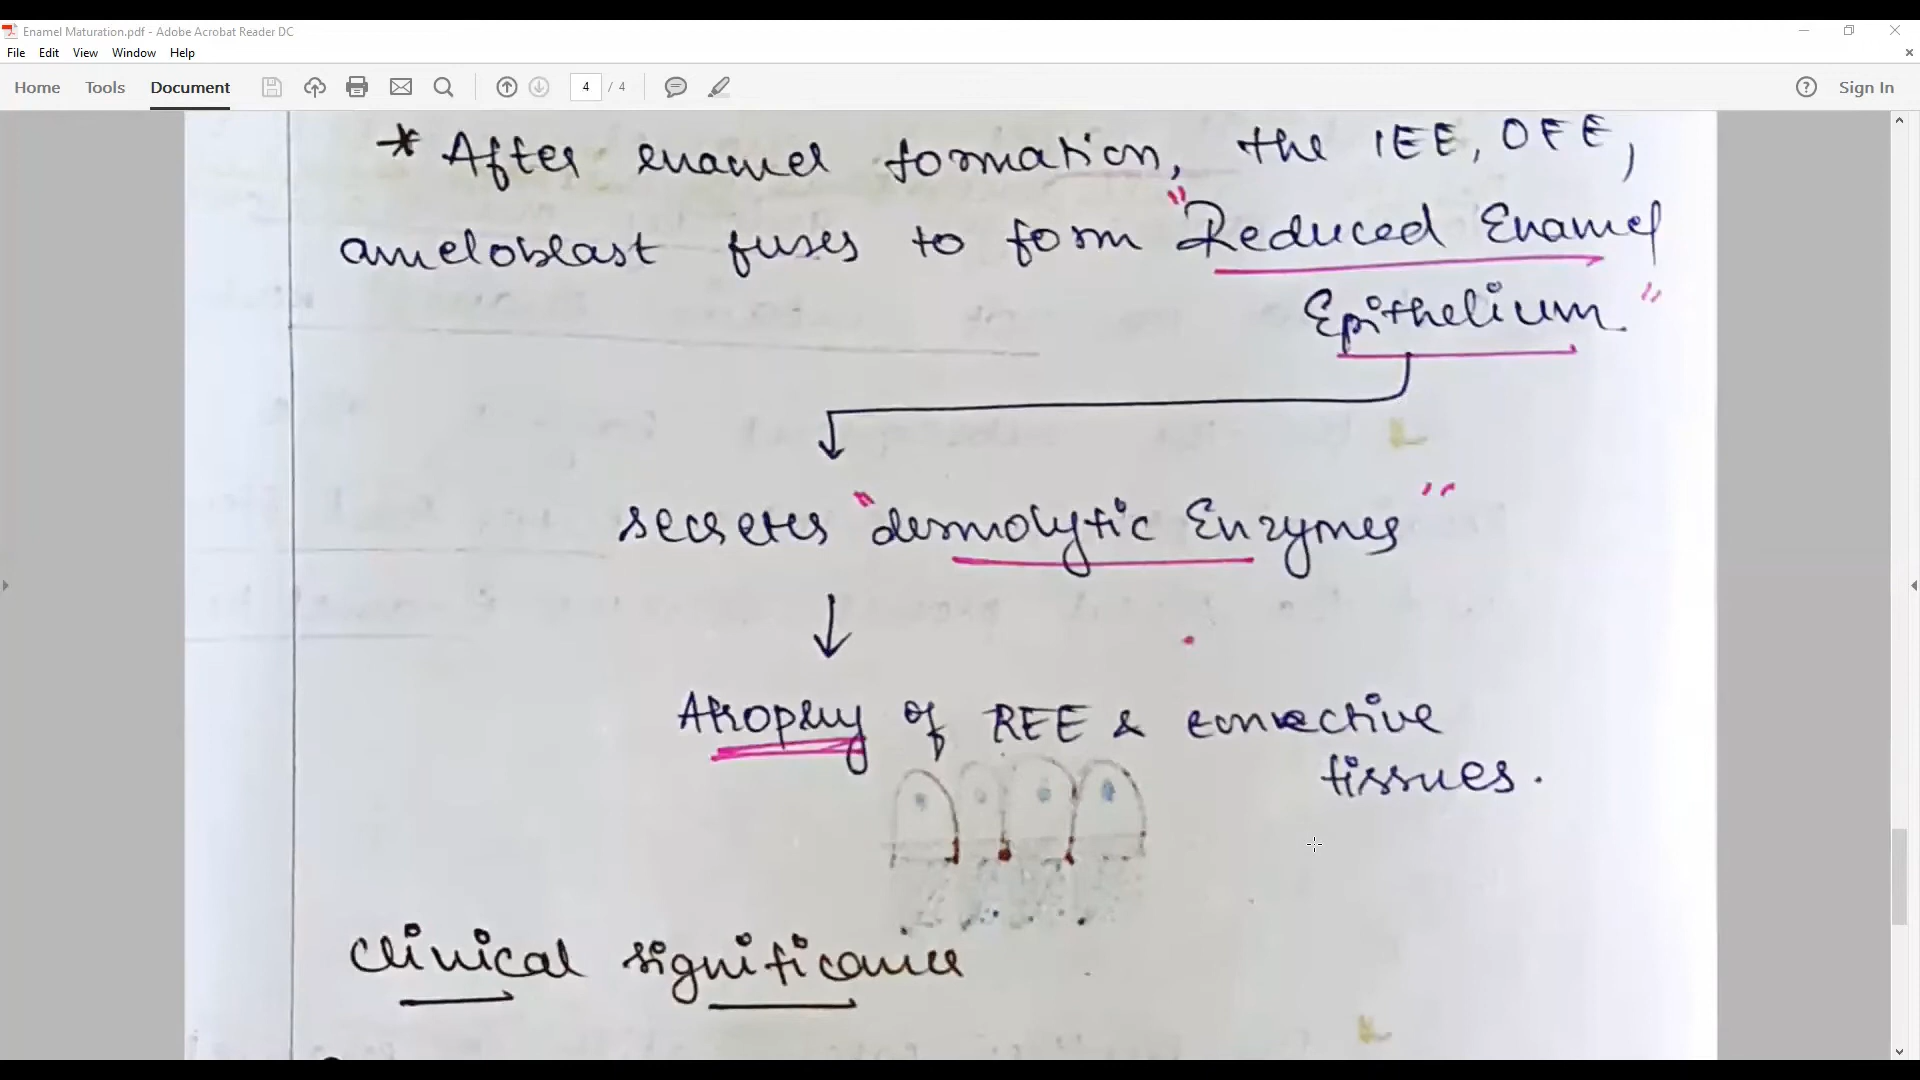 Enamel Maturation.pdf - Adobe Acrobat Reader DC
File Edit View Window Help
Home Tools Document 4 / 4 Sign In
* After enamel formation, the IEE, OEE,
ameloblast fuses to form "Reduced Enamel
Epithelium."
secretes "desmolytic Enzymes"
Atrophy of REE & connective
tissues.
Clinical significance